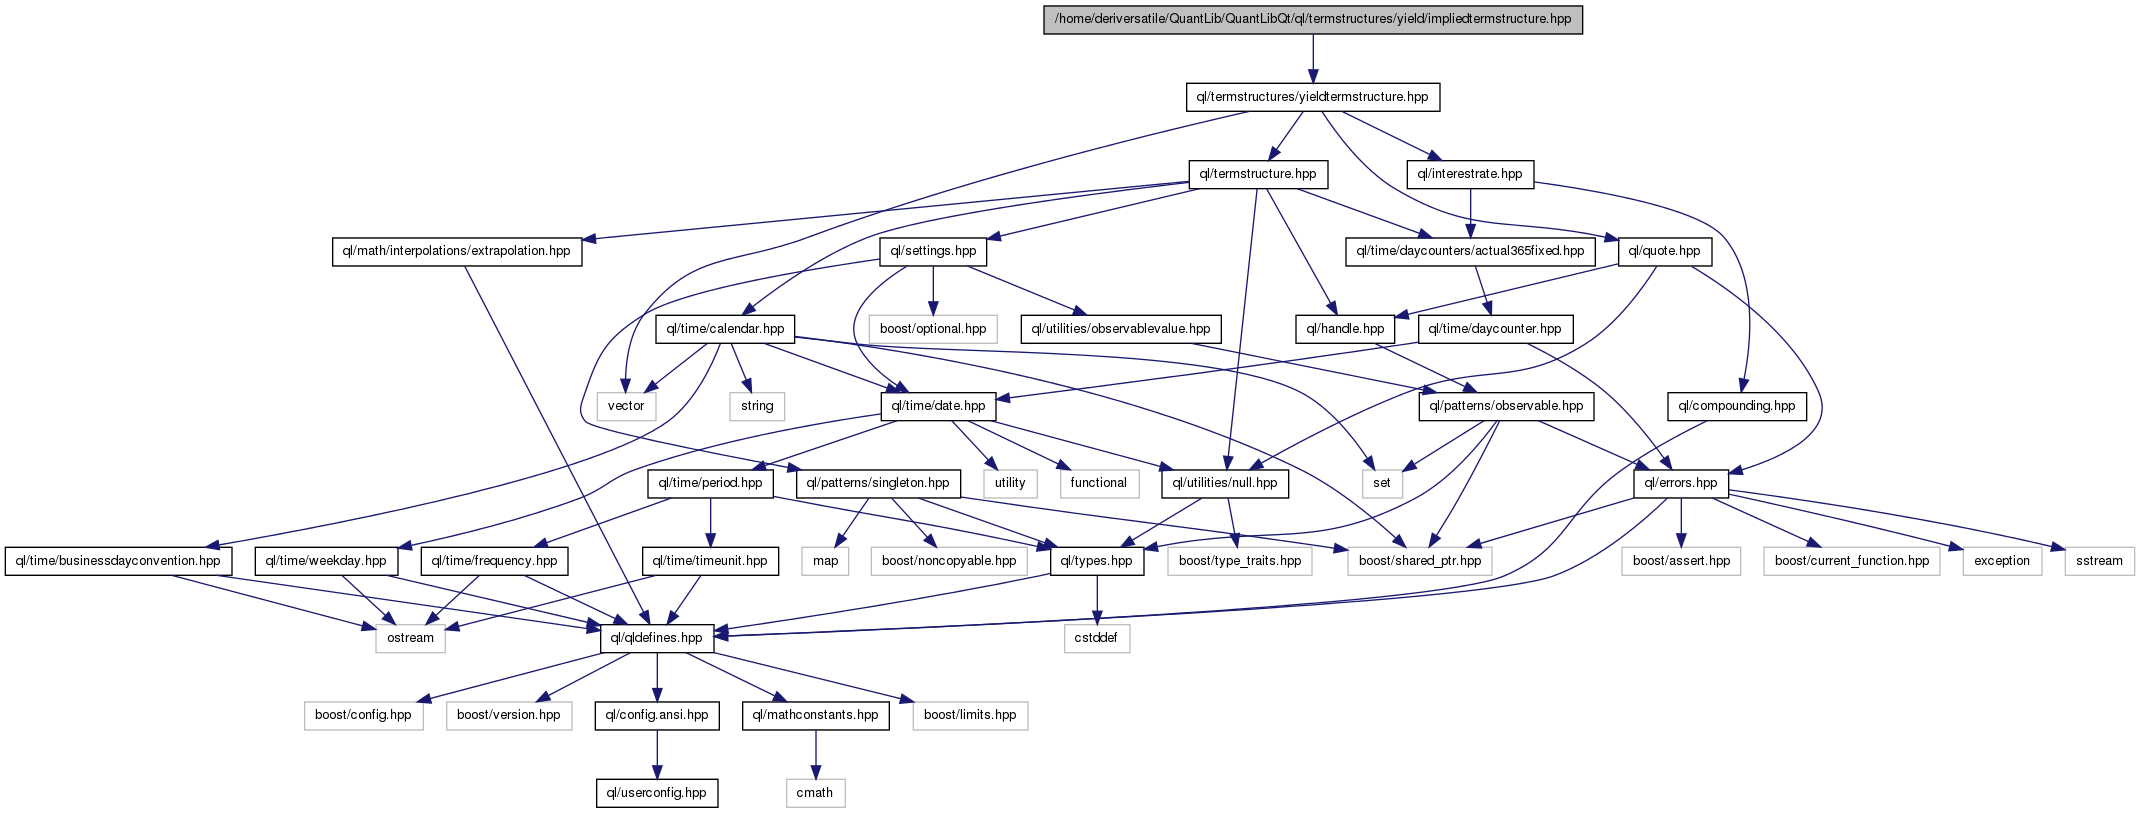 /home/deriversatile/QuantLib/QuantLibQt/ql/termstructures/yield/impliedtermstructure.hpp
ql/termstructures/yieldtermstructure.hpp
ql/termstructure.hpp
ql/interestrate.hpp
ql/math/interpolations/extrapolation.hpp
ql/settings.hpp
ql/time/daycounters/actual365fixed.hpp
ql/quote.hpp
ql/time/calendar.hpp
boost/optional.hpp
ql/utilities/observablevalue.hpp
ql/handle.hpp
ql/time/daycounter.hpp
vector
string
ql/time/date.hpp
ql/patterns/observable.hpp
ql/compounding.hpp
ql/time/period.hpp
ql/patterns/singleton.hpp
utility
functional
ql/utilities/null.hpp
set
ql/errors.hpp
ql/time/businessdayconvention.hpp
ql/time/weekday.hpp
ql/time/frequency.hpp
ql/time/timeunit.hpp
map
boost/noncopyable.hpp
ql/types.hpp
boost/type_traits.hpp
boost/shared_ptr.hpp
boost/assert.hpp
boost/current_function.hpp
exception
sstream
ostream
ql/qldefines.hpp
cstddef
boost/config.hpp
boost/version.hpp
ql/config.ansi.hpp
ql/mathconstants.hpp
boost/limits.hpp
ql/userconfig.hpp
cmath